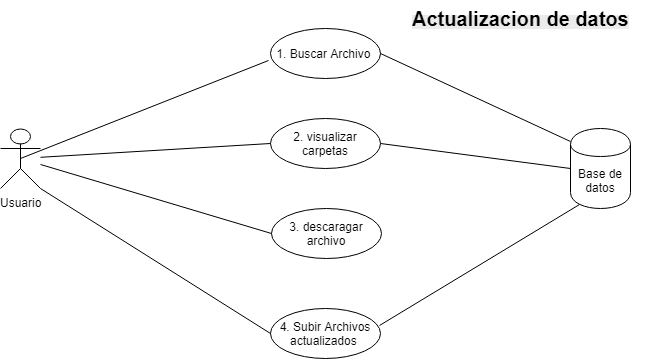 Actualizacion de datos
1. Buscar Archivo
2. visualizar
carpetas
Base de
datos
Usuario
3. descaragar
archivo
4. Subir Archivos
actualizados